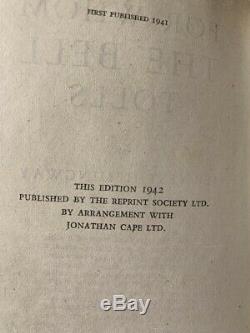 FIRST PUBLISHED 1941
THIS EDITION 1942
PUBLISHED BY THE REPRINT SOCIETY LTD.
BY ARRANGEMENT WITH
JONATHAN CAPE LTD.